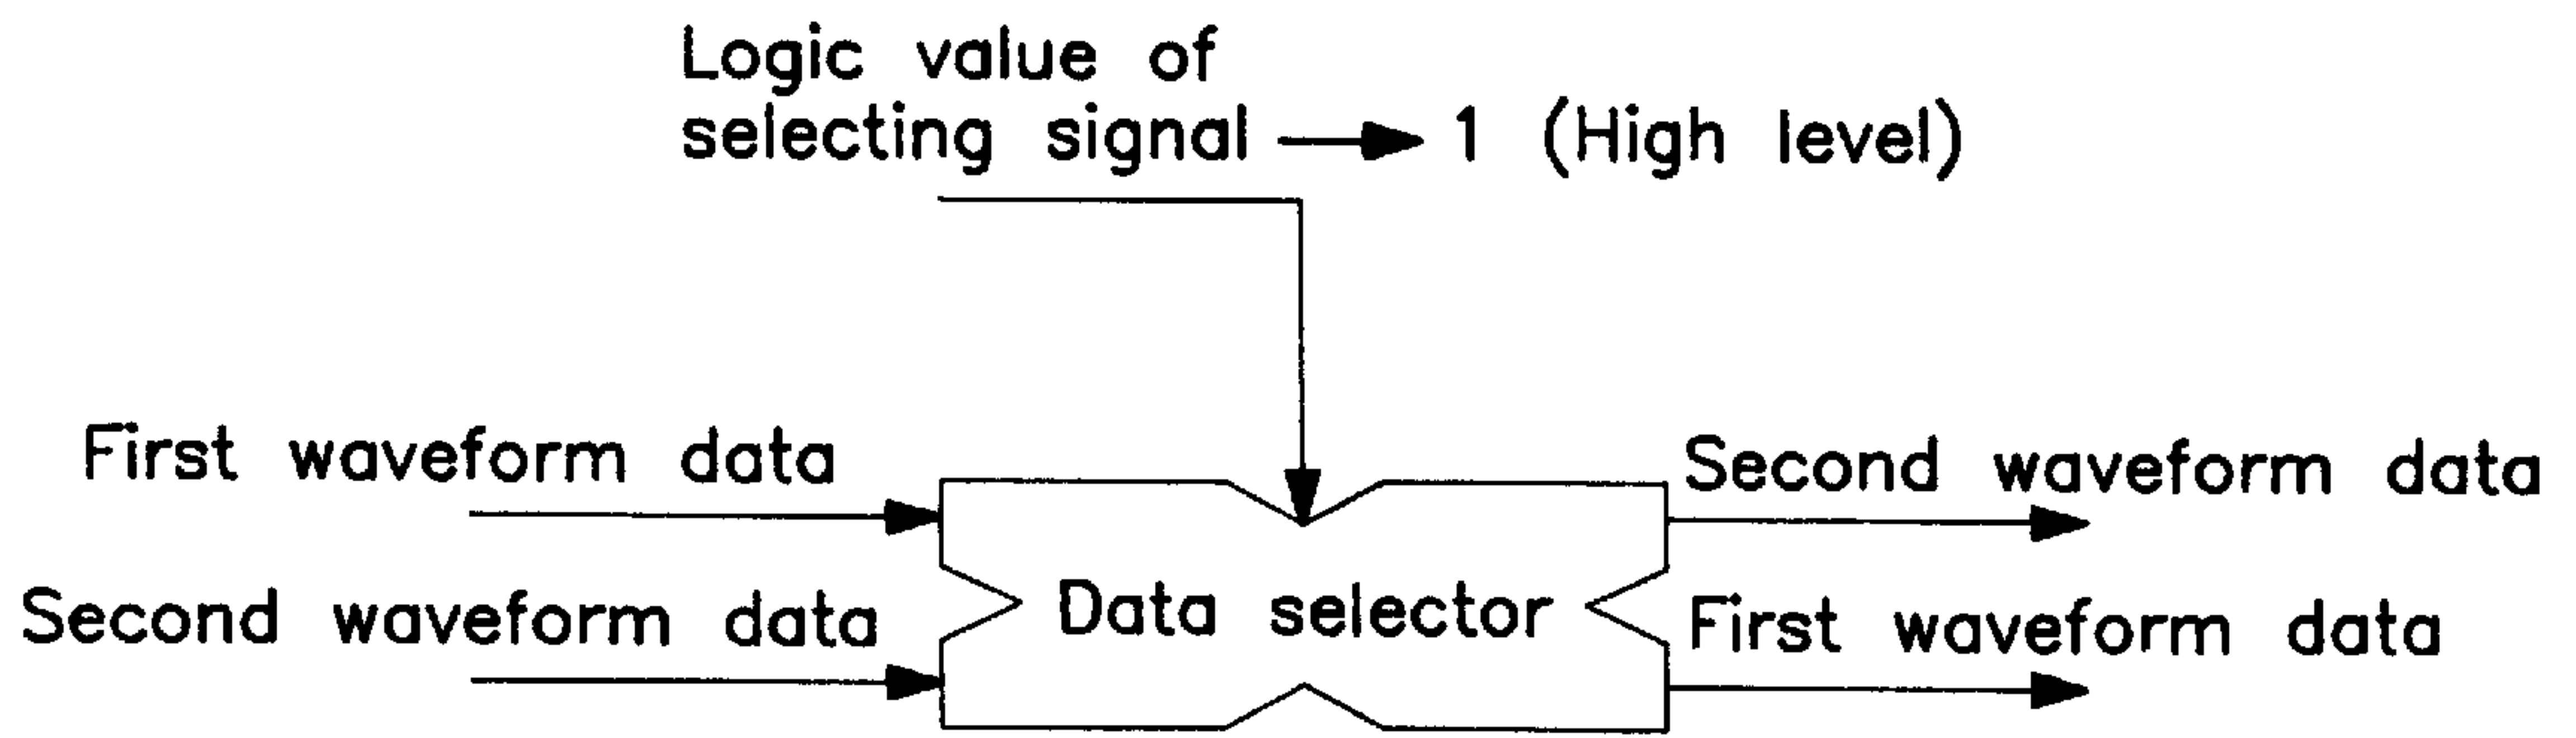 Logic value of
selecting signal → 1 (High level)
First waveform data
Second waveform data
Data selector
Second waveform data
First waveform data